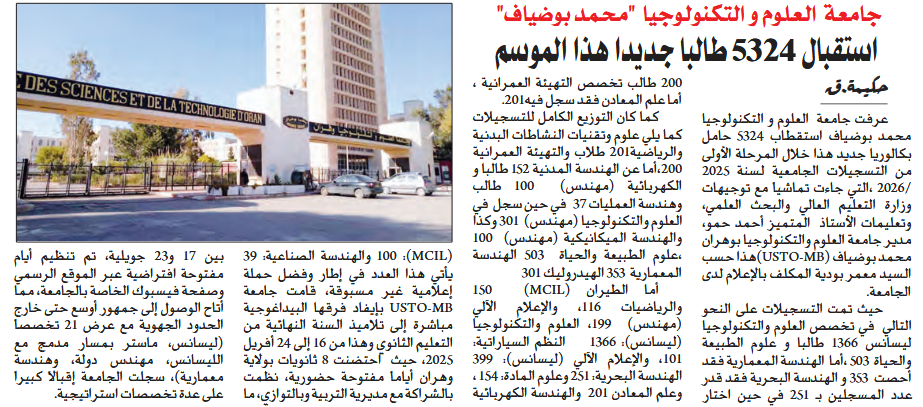 جامعة العلوم و التكنولوجيا "محمد بوضياف"
استقبال 5324 طالبا جديدا هذا الموسم
حكيمة.ق
عرفت جامعة العلوم و التكنولوجيا
محمد بوضياف استقطاب 5324 حامل
بكالوريا جديد هذا خلال المرحلة الأولى
من التسجيلات الجامعية لسنة 2025
/2026 ،التي جاءت تماشيا مع توجيهات
وزارة التعليم العالي والبحث العلمي،
وتعليمات الأستاذ المتميز أحمد حمو،
مدير جامعة العلوم والتكنولوجيا بوهران
محمد بوضياف (USTO-MB)هذا حسب
السيد معمر بودية المكلف بالإعلام لدى
الجامعة.
حيث تمت التسجيلات على النحو
التالي في تخصص العلوم والتكنولوجيا
ليسانس 1366 طالبا و علوم الطبيعة
والحياة 503 ،أما الهندسة المعمارية فقد
أحصت 353 و الهندسة البحرية فقد قدر
عدد المسجلين بـ 251 في حين اختار
200 طالب تخصص التهيئة العمرانية ،
أما علم المعادن فقد سجل فيه201.
كما كان التوزيع الكامل للتسجيلات
كما يلي علوم وتقنيات النشاطات البدنية
والرياضية201 طلاب والتهيئة العمرانية
200،أما عن الهندسة المدنية 152 طالبا و
الكهربائية (مهندس) 100 طالب
وهندسة العمليات 37 في حين سجل في
العلوم والتكنولوجيا (مهندس) 301 وكذا
والهندسة الميكانيكية (مهندس) 100
،علوم الطبيعة والحياة 503 الهندسة
المعمارية 353 الهيدروليك 301
أما الطيران (MCIL) 150
والرياضيات 116، والإعلام الآلي
(مهندس) 199، العلوم والتكنولوجيا
(ليسانس): 1366 النظم السيارانية:
101، والإعلام الآلي (ليسانس): 399
الهندسة البحرية: 251 وعلوم المادة: 154 ،
وعلم المعادن 201 والهندسة الكهربائية
(MCIL): 100 والهندسة الصناعية: 39
يأتي هذا العدد في إطار وفضل حملة
إعلامية غير مسبوقة، قامت جامعة
USTO-MB بإيفاد فرقها البيداغوجية
مباشرة إلى تلاميذ السنة النهائية من
التعليم الثانوي وهذا من 16 إلى 24 أفريل
2025، حيث احتضنت 8 ثانويات بولاية
وهران أياما مفتوحة حضورية، نظمت
بالشراكة مع مديرية التربية وبالتوازي، ما
بين 17 و23 جويلية، تم تنظيم أيام
مفتوحة افتراضية عبر الموقع الرسمي
وصفحة فيسبوك الخاصة بالجامعة، مما
أتاح الوصول إلى جمهور أوسع حتى خارج
الحدود الجهوية مع عرض 21 تخصصا
(ليسانس، ماستر بمسار مدمج مع
الليسانس، مهندس دولة، وهندسة
معمارية)، سجلت الجامعة إقبالا كبيرا
على عدة تخصصات استراتيجية.
E DES SCIENCES ET DE LA TECHNOLOGIE D'ORAN